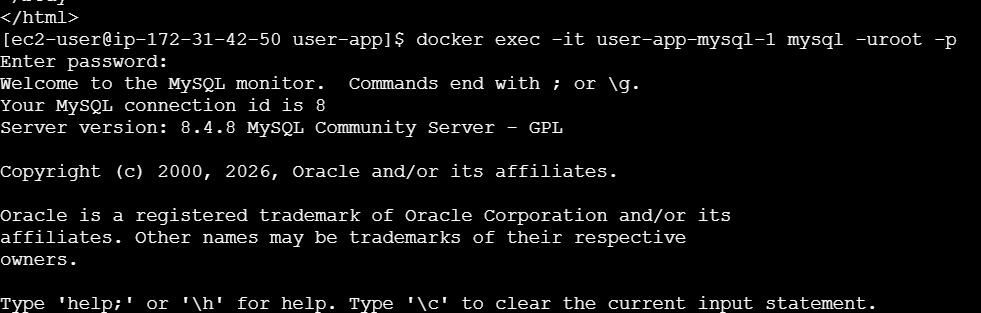 </html>
[ec2-user@ip-172-31-42-50 user-app]$ docker exec -it user-app-mysql-1 mysql -uroot -p
Enter password:
Welcome to the MySQL monitor.  Commands end with ; or \g.
Your MySQL connection id is 8
Server version: 8.4.8 MySQL Community Server - GPL

Copyright (c) 2000, 2026, Oracle and/or its affiliates.

Oracle is a registered trademark of Oracle Corporation and/or its
affiliates. Other names may be trademarks of their respective
owners.

Type 'help;' or '\h' for help. Type '\c' to clear the current input statement.